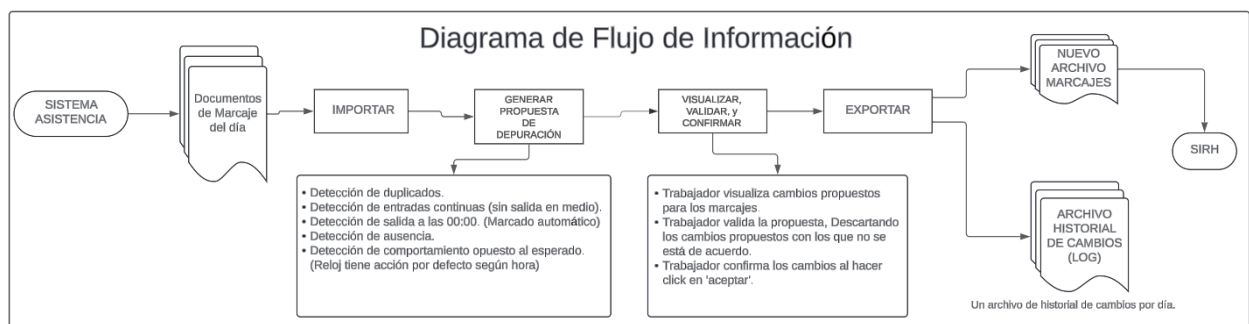 Diagrama de Flujo de Información
SISTEMA
ASISTENCIA
Documentos
de Marcaje
del día
IMPORTAR
GENERAR
PROPUESTA
DE
DEPURACIÓN
VISUALIZAR,
VALIDAR, y
CONFIRMAR
EXPORTAR
NUEVO
ARCHIVO
MARCAJES
SIRH
• Detección de duplicados.
• Detección de entradas continuas (sin salida en medio).
• Detección de salida a las 00:00. (Marcado automático)
• Detección de ausencia.
• Detección de comportamiento opuesto al esperado.
(Reloj tiene acción por defecto según hora)
• Trabajador visualiza cambios propuestos
para los marcajes.
• Trabajador valida la propuesta, Descartando
los cambios propuestos con los que no se
está de acuerdo.
• Trabajador confirma los cambios al hacer
click en 'aceptar'.
ARCHIVO
HISTORIAL
DE CAMBIOS
(LOG)
Un archivo de historial de cambios por día.